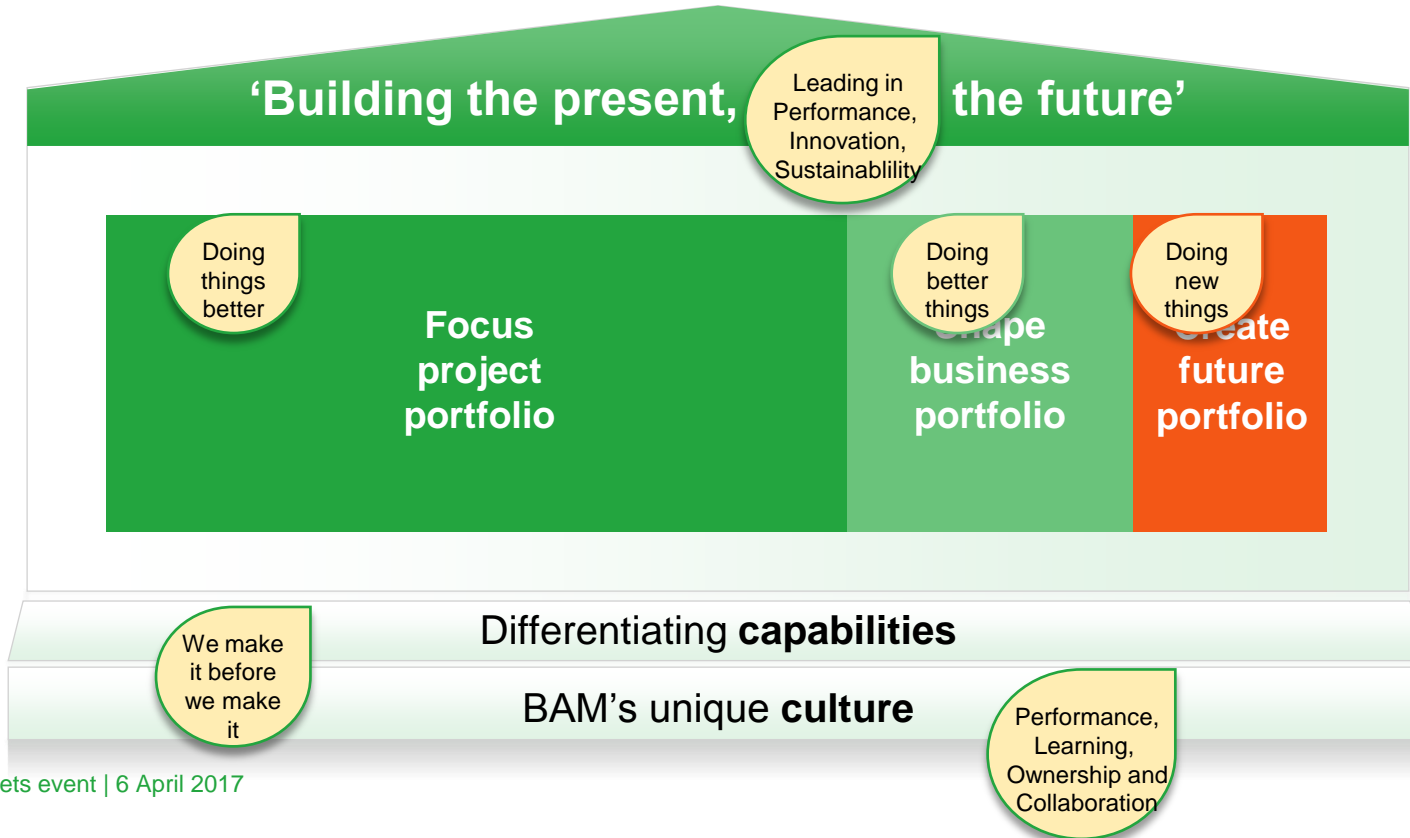 ‘Building the present, the future’
Leading in
Performance,
Innovation,
Sustainablility
Doing
things
better
Focus
project
portfolio
Doing
better
things
business
portfolio
Doing
new
things
future
portfolio
Differentiating capabilities
We make
it before
we make
it
BAM’s unique culture
Performance,
Learning,
Ownership and
Collaboration
event | 6 April 2017